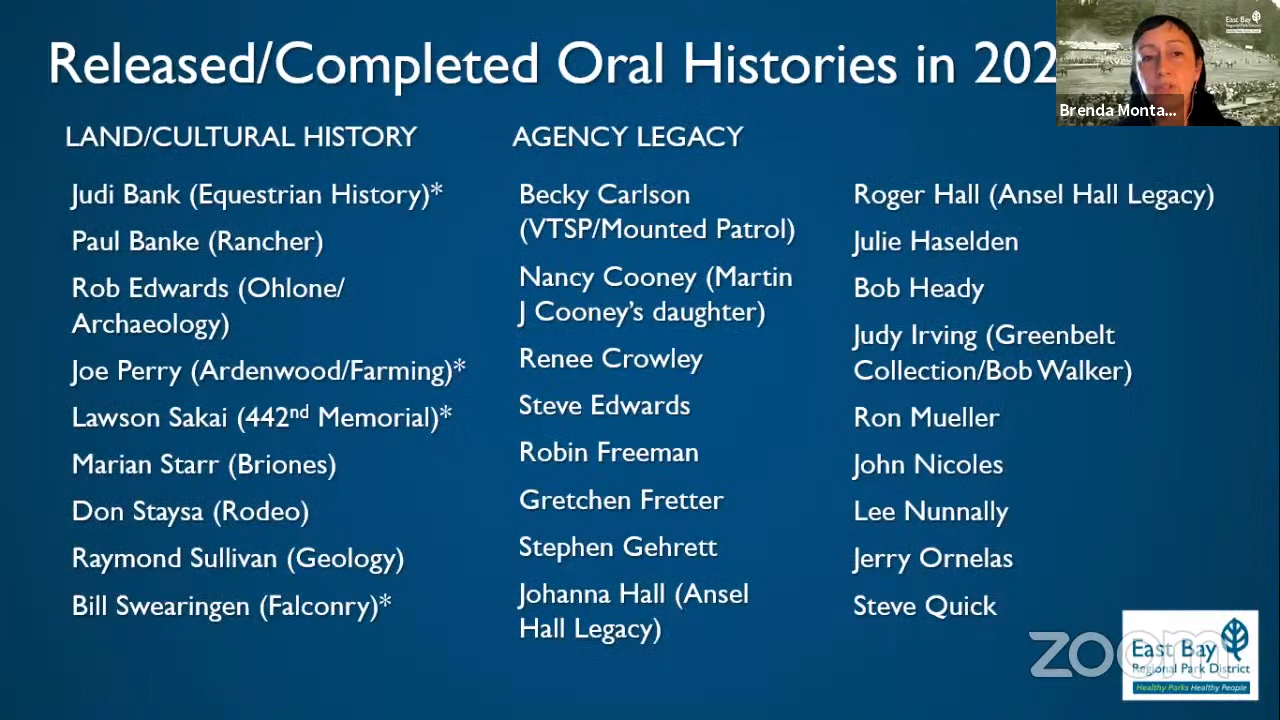 Released/Completed Oral Histories in 202
East Bay
Regional Park District
Brenda Monta...
LAND/CULTURAL HISTORY
Judi Bank (Equestrian History)*
Paul Banke (Rancher)
Rob Edwards (Ohlone/
Archaeology)
Joe Perry (Ardenwood/Farming)*
Lawson Sakai (442nd Memorial)*
Marian Starr (Briones)
Don Staysa (Rodeo)
Raymond Sullivan (Geology)
Bill Swearingen (Falconry)*
AGENCY LEGACY
Becky Carlson
(VTSP/Mounted Patrol)
Nancy Cooney (Martin
J Cooney’s daughter)
Renee Crowley
Steve Edwards
Robin Freeman
Gretchen Fretter
Stephen Gehrett
Johanna Hall (Ansel
Hall Legacy)
Roger Hall (Ansel Hall Legacy)
Julie Haselden
Bob Heady
Judy Irving (Greenbelt
Collection/Bob Walker)
Ron Mueller
John Nicoles
Lee Nunnally
Jerry Ornelas
Steve Quick
zoom
East Bay
Regional Park District
Healthy Parks Healthy People